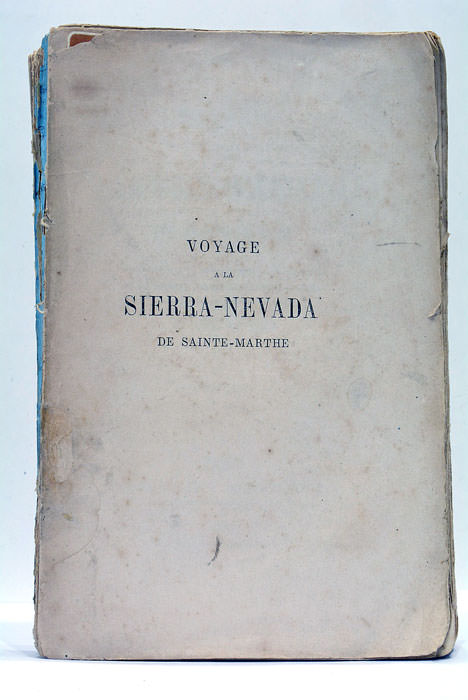 VOYAGE
A LA
SIERRA-NEVADA
DE SAINTE-MARTHE